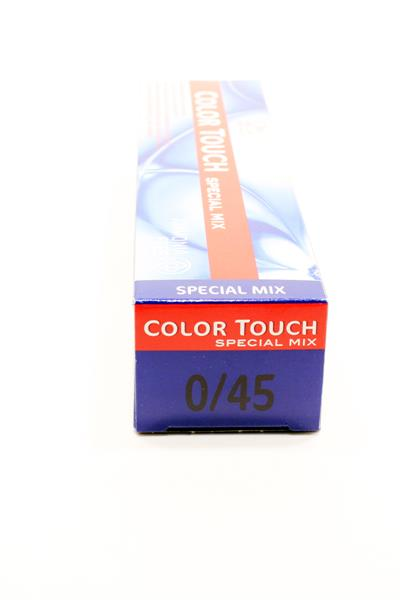 COLOR TOUCH SPECIAL MIX
SPECIAL MIX
COLOR TOUCH
SPECIAL MIX
0/45